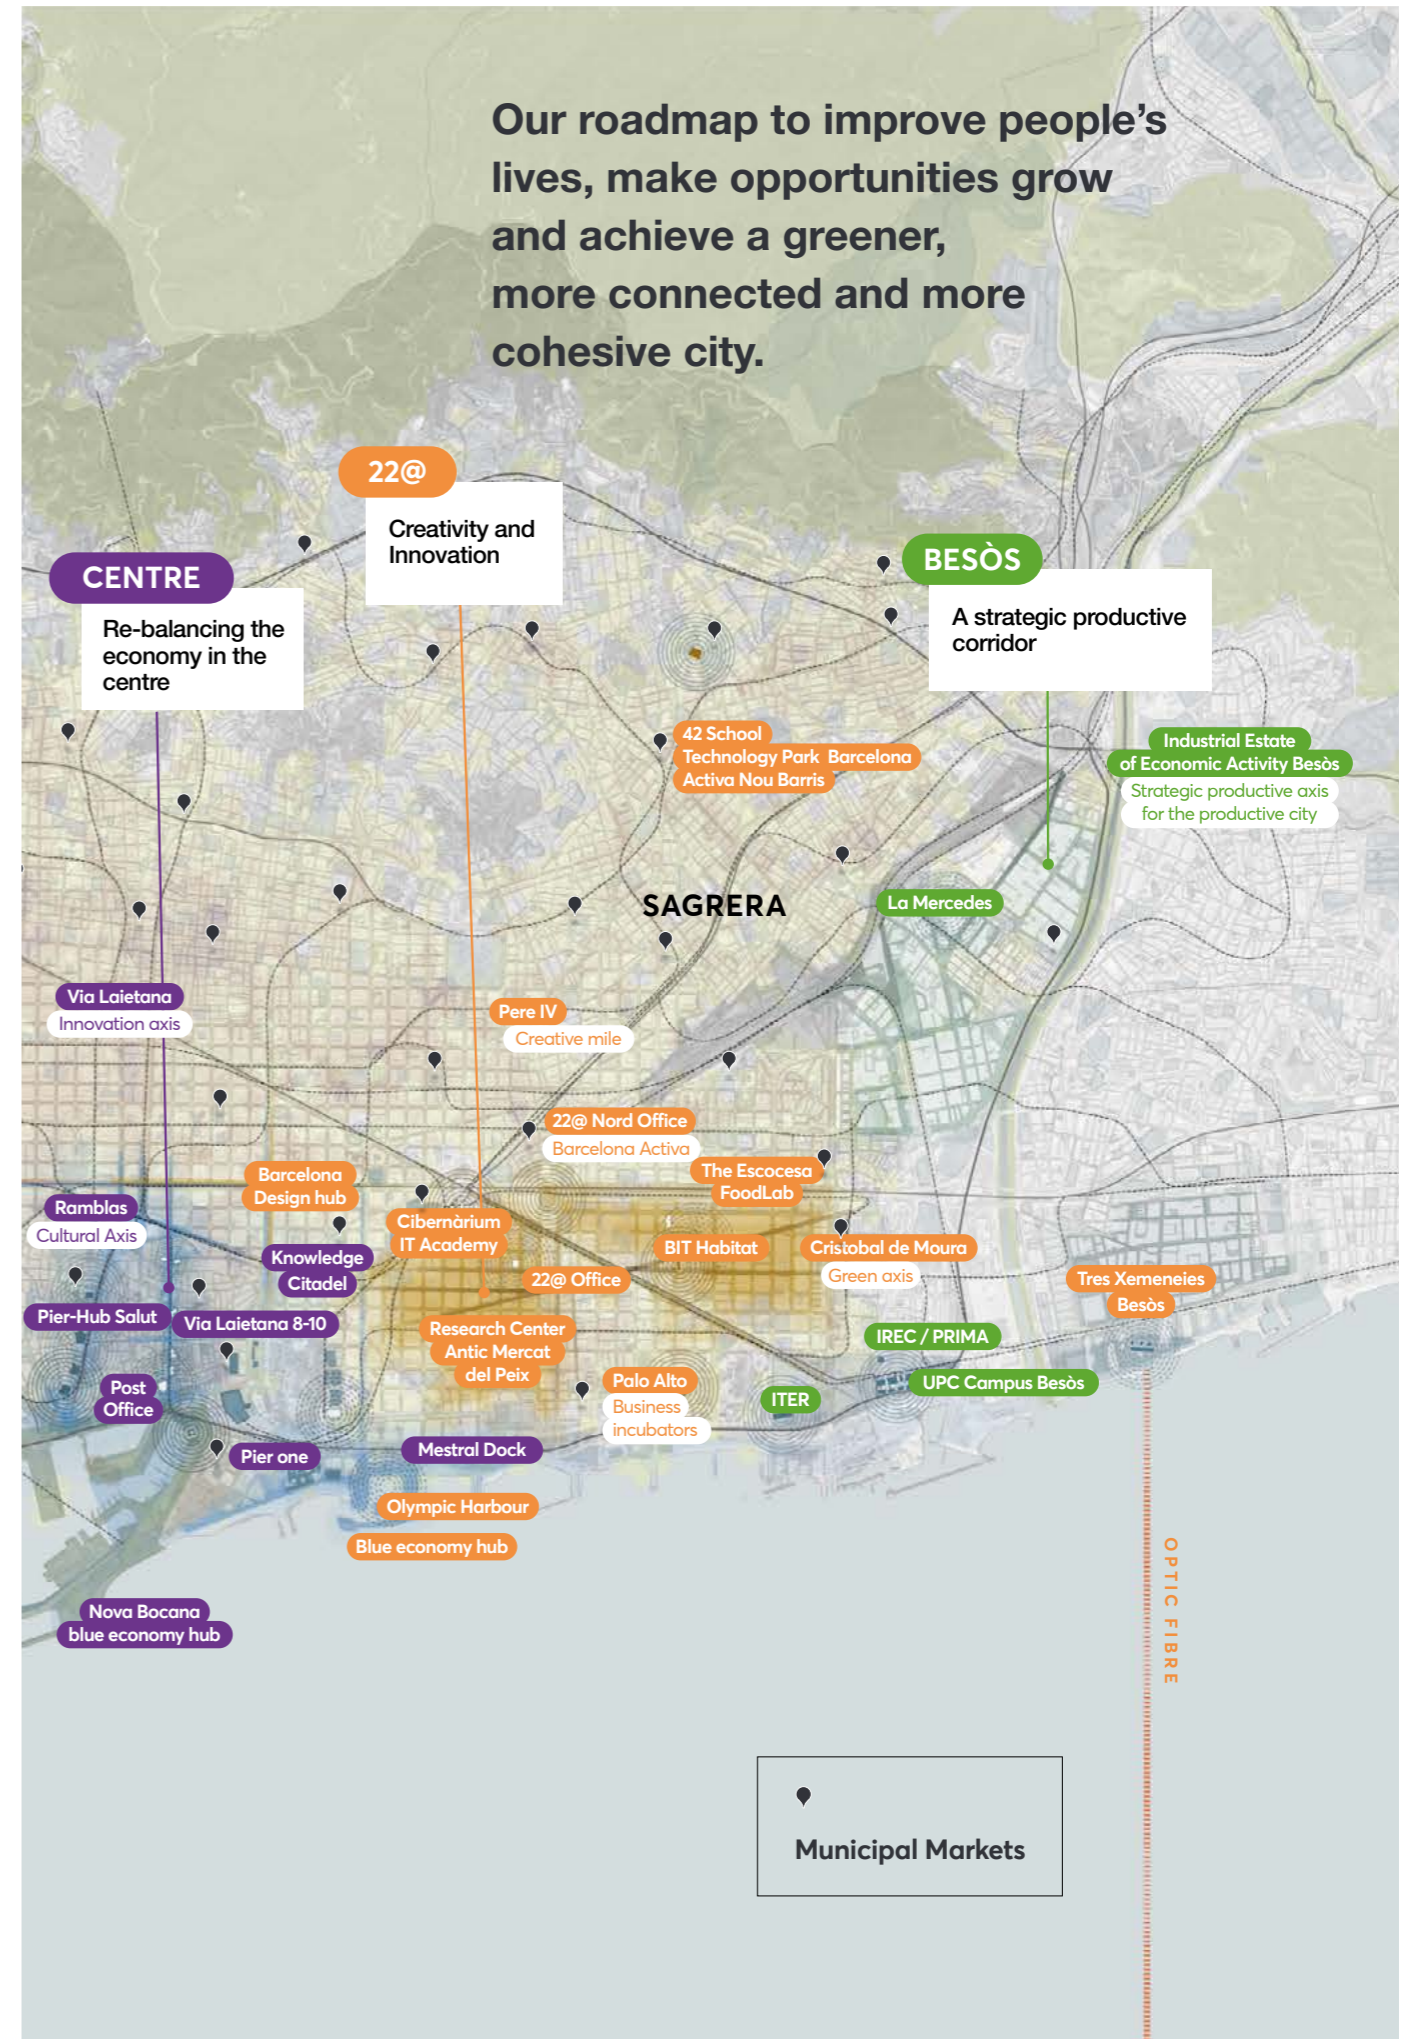 Our roadmap to improve people’s
lives, make opportunities grow
and achieve a greener,
more connected and more
cohesive city.
22@
Creativity and
Innovation
CENTRE
Re-balancing the
economy in the
centre
BESÒS
A strategic productive
corridor
42 School
Technology Park Barcelona
Activa Nou Barris
Industrial Estate
of Economic Activity Besòs
Strategic productive axis
for the productive city
SAGRERA
La Mercedes
Via Laietana
Innovation axis
Pere IV
Creative mile
22@ Nord Office
Barcelona Activa
The Escocesa
FoodLab
Barcelona
Design hub
Ramblas
Cultural Axis
Cibernàrium
IT Academy
Knowledge
Citadel
BIT Habitat
Cristobal de Moura
Green axis
22@ Office
Tres Xemeneies
Besòs
Pier-Hub Salut
Via Laietana 8-10
Research Center
Antic Mercat
del Peix
IREC / PRIMA
UPC Campus Besòs
Post
Office
Palo Alto
Business
incubators
ITER
Pier one
Mestral Dock
Olympic Harbour
Blue economy hub
OPTIC FIBRE
Nova Bocana
blue economy hub
Municipal Markets